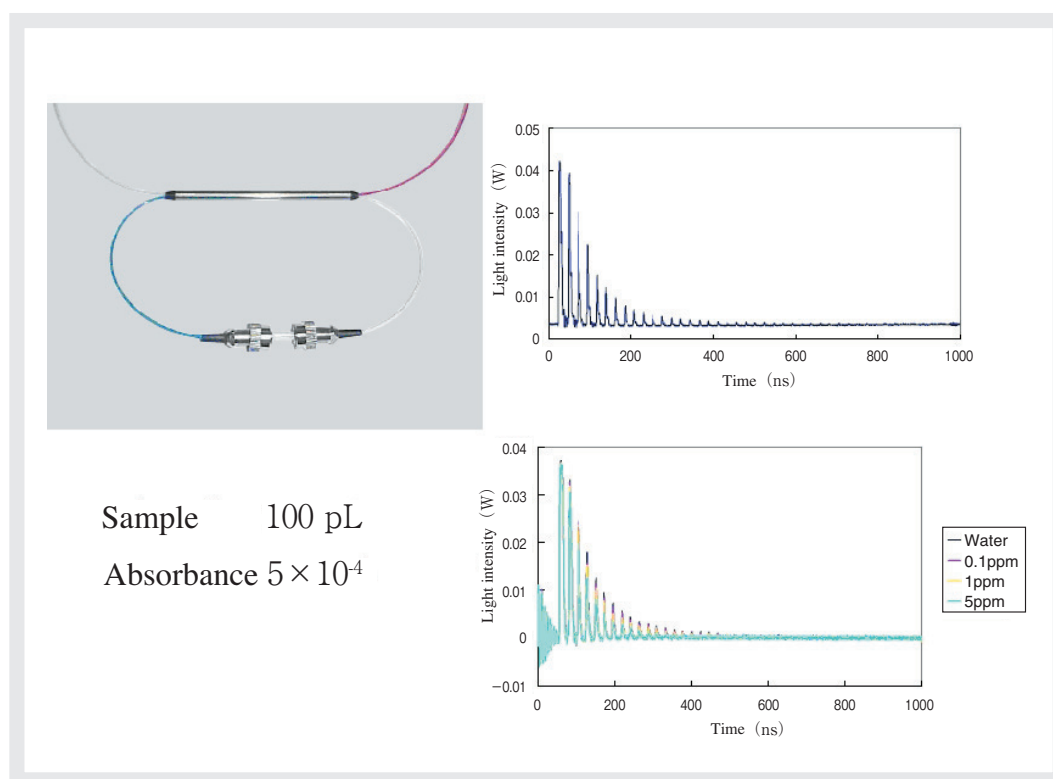 0.05
0.04
0.03
0.02
0.01
0
Light intensity (W)
0 200 400 600 800 1000
Time (ns)
Sample 100 pL
Absorbance 5×10-4
0.04
0.03
0.02
0.01
0
−0.01
Light intensity (W)
0 200 400 600 800 1000
Time (ns)
Water
0.1ppm
1ppm
5ppm